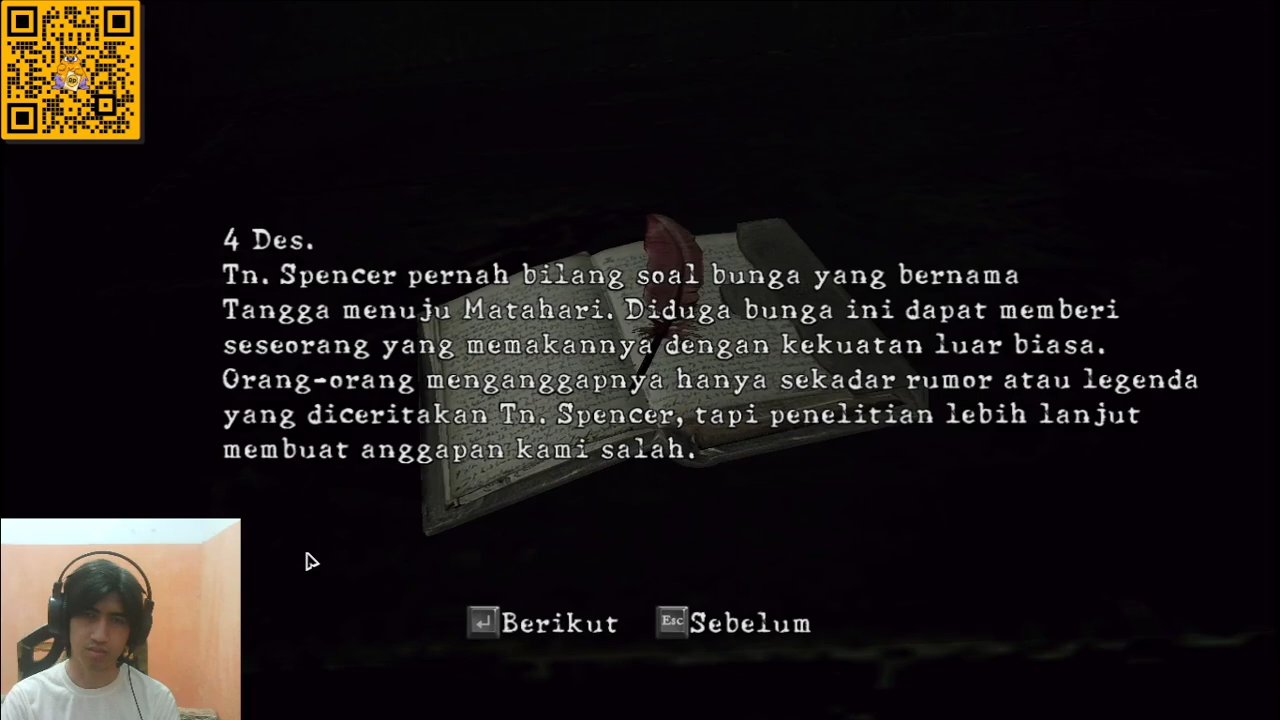 4 Des.
Tn. Spencer pernah bilang soal bunga yang bernama
Tangga menuju Matahari. Diduga bunga ini dapat memberi
seseorang yang memakannya dengan kekuatan luar biasa.
Orang-orang menganggapnya hanya sekadar rumor atau legenda
yang diceritakan Tn. Spencer, tapi penelitian lebih lanjut
membuat anggapan kami salah.
Berikut Esc Sebelum